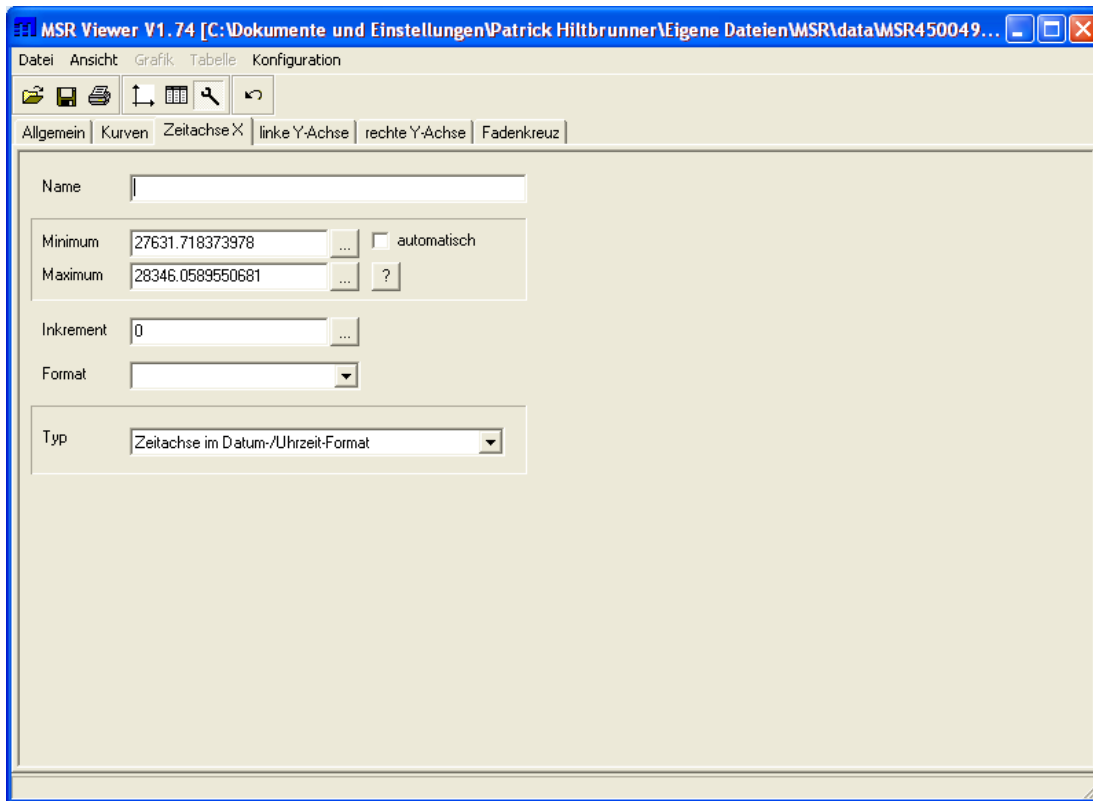 MSR Viewer V1.74 [C:\Dokumente und Einstellungen\Patrick Hiltbrunner\Eigene Dateien\MSR\data\MSR450049...
Datei Ansicht Grafik Tabelle Konfiguration
Allgemein Kurven Zeitachse X linke Y-Achse rechte Y-Achse Fadenkreuz
Name
Minimum 27631.718373978 ... automatisch
Maximum 28346.0589550681 ... ?
Inkrement 0 ...
Format
Typ Zeitachse im Datum-/Uhrzeit-Format